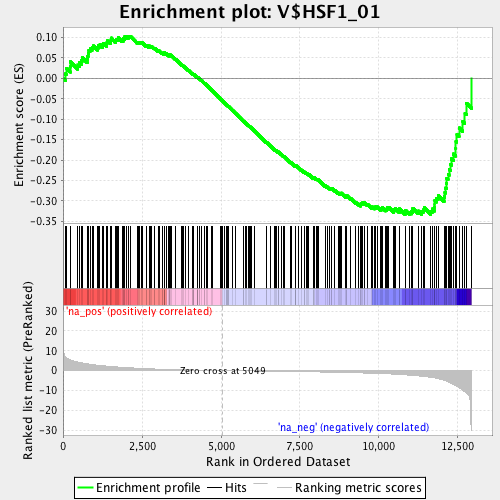 Enrichment plot: V$HSF1_01
Enrichment score (ES)
0.10
0.05
0.00
-0.05
-0.10
-0.15
-0.20
-0.25
-0.30
-0.35
Ranked list metric (PreRanked)
30
20
10
0
-10
-20
-30
'na_pos' (positively correlated)
Zero cross at 5049
'na_neg' (negatively correlated)
0
2,500
5,000
7,500
10,000
12,500
Rank in Ordered Dataset
Enrichment profile
Hits
Ranking metric scores